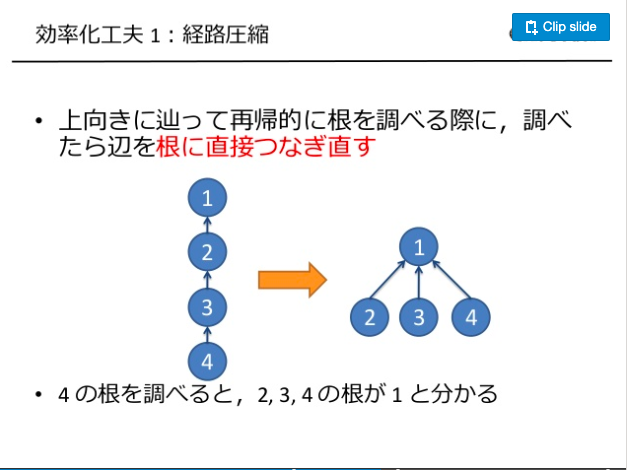 効率化工夫 1：経路圧縮
Clip slide
• 上向きに辿って再帰的に根を調べる際に，調べ
たら辺を根に直接つなぎ直す
1
2
3
4
1
2 3 4
• 4 の根を調べると，2, 3, 4 の根が 1 と分かる